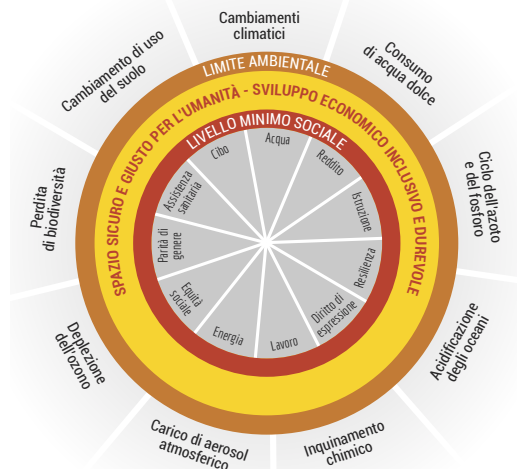 Cambiamenti
climatici
Consumo
di acqua dolce
Ciclo dell'azoto
e del fosforo
Acidificazione
degli oceani
Inquinamento
chimico
Carico di aerosol
atmosferico
Deplezione
dell'ozono
Perdita
di biodiversità
Cambiamento di uso
del suolo
LIMITE AMBIENTALE
SPAZIO SICURO E GIUSTO PER L'UMANITÀ - SVILUPPO ECONOMICO INCLUSIVO E DUREVOLE
LIVELLO MINIMO SOCIALE
Acqua
Reddito
Istruzione
Resilienza
Diritto di
espressione
Lavoro
Energia
Equità
sociale
Parità di
genere
Assistenza
sanitaria
Cibo